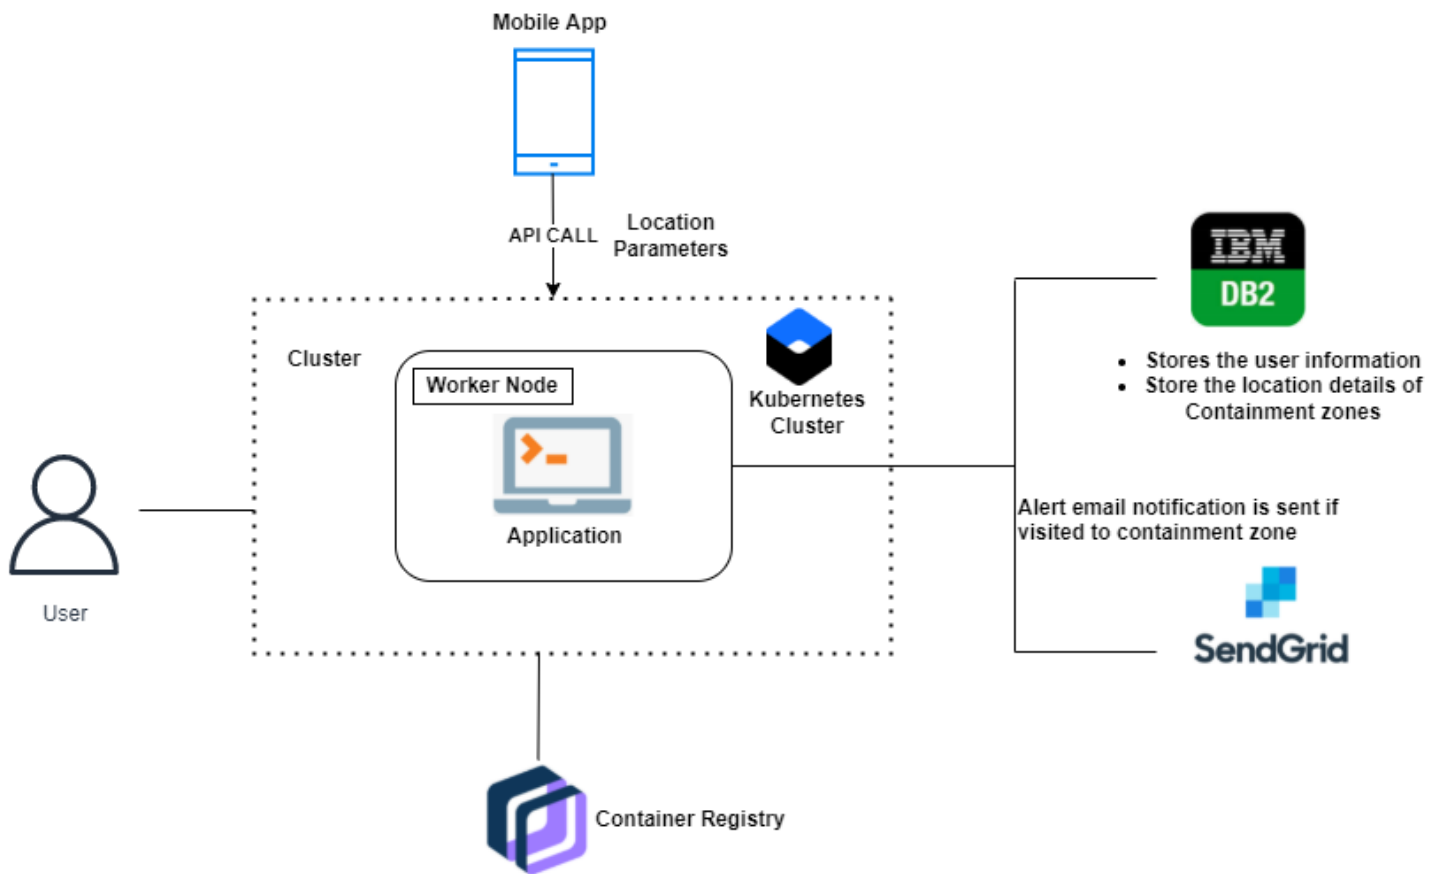 Mobile App
API CALL
Location
Parameters
IBM
DB2
Cluster
Worker Node
Kubernetes
Cluster
• Stores the user information
• Store the location details of
Containment zones
Application
Alert email notification is sent if
visited to containment zone
User
SendGrid
Container Registry